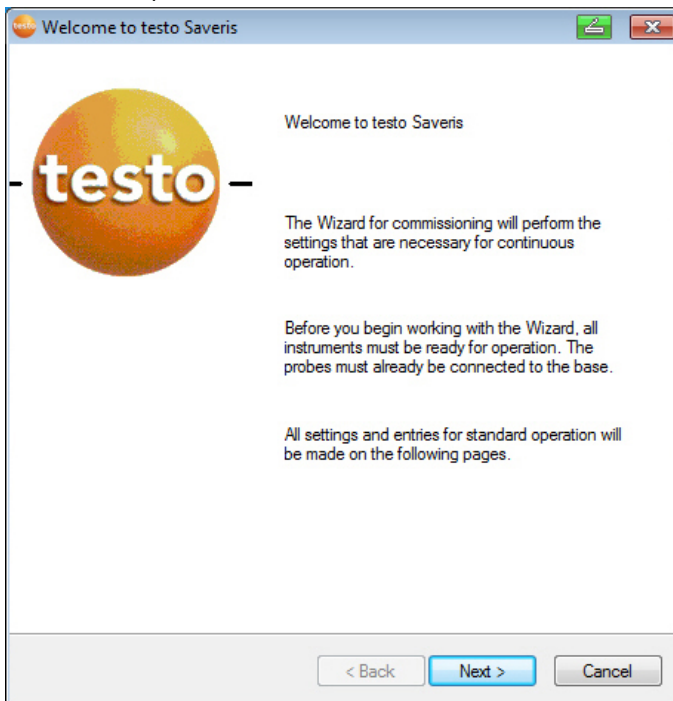 Welcome to testo Saveris
testo
Welcome to testo Saveris
The Wizard for commissioning will perform the
settings that are necessary for continuous
operation.
Before you begin working with the Wizard, all
instruments must be ready for operation. The
probes must already be connected to the base.
All settings and entries for standard operation will
be made on the following pages.
< Back
Next >
Cancel